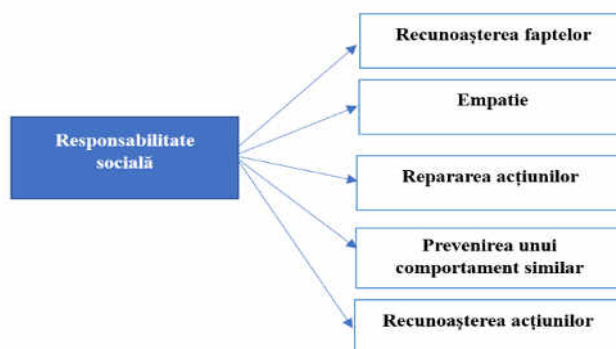 Responsabilitate
socială
Recunoașterea faptelor
Empatie
Repararea acțiunilor
Prevenirea unui
comportament similar
Recunoașterea acțiunilor